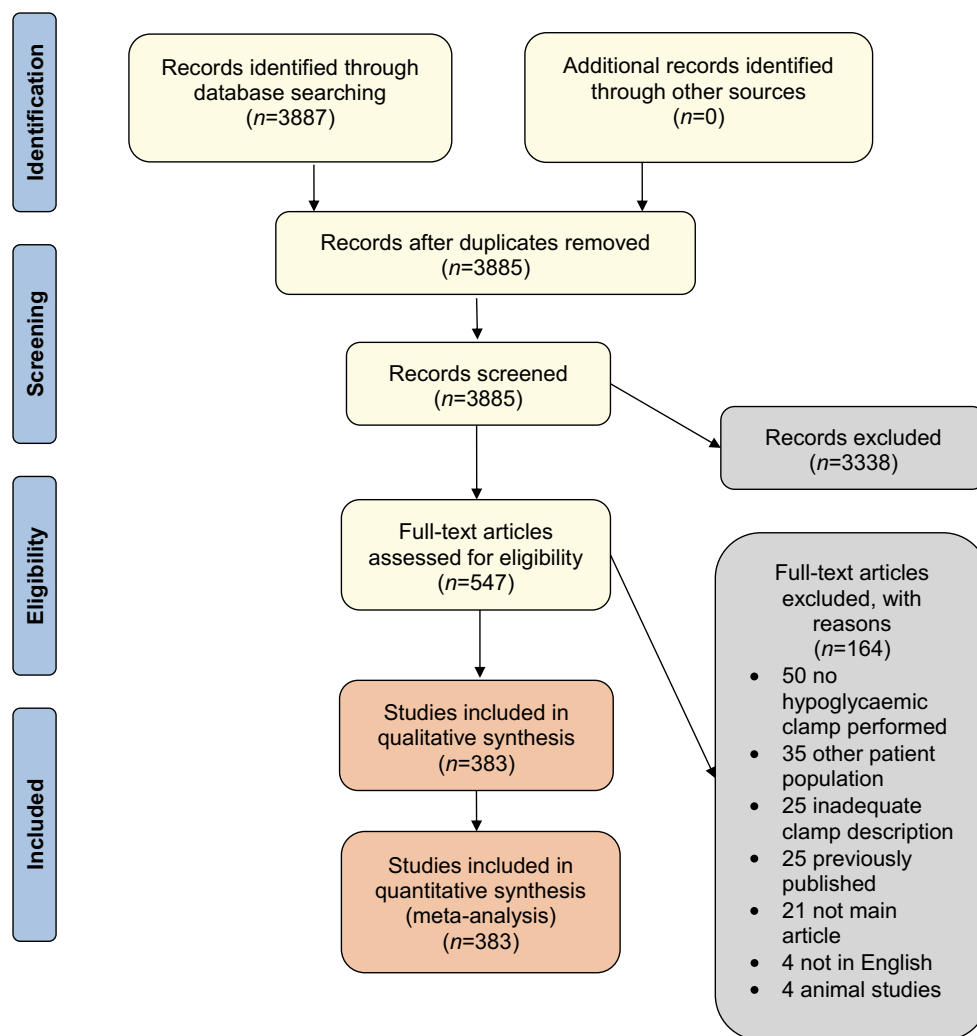 Identification
Records identified through
database searching
(n=3887)
Additional records identified
through other sources
(n=0)
Screening
Records after duplicates removed
(n=3885)
Records screened
(n=3885)
Records excluded
(n=3338)
Eligibility
Full-text articles
assessed for eligibility
(n=547)
Full-text articles
excluded, with
reasons
(n=164)
• 50 no
hypoglycaemic
clamp performed
• 35 other patient
population
• 25 inadequate
clamp description
• 25 previously
published
• 21 not main
article
• 4 not in English
• 4 animal studies
Included
Studies included in
qualitative synthesis
(n=383)
Studies included in
quantitative synthesis
(meta-analysis)
(n=383)